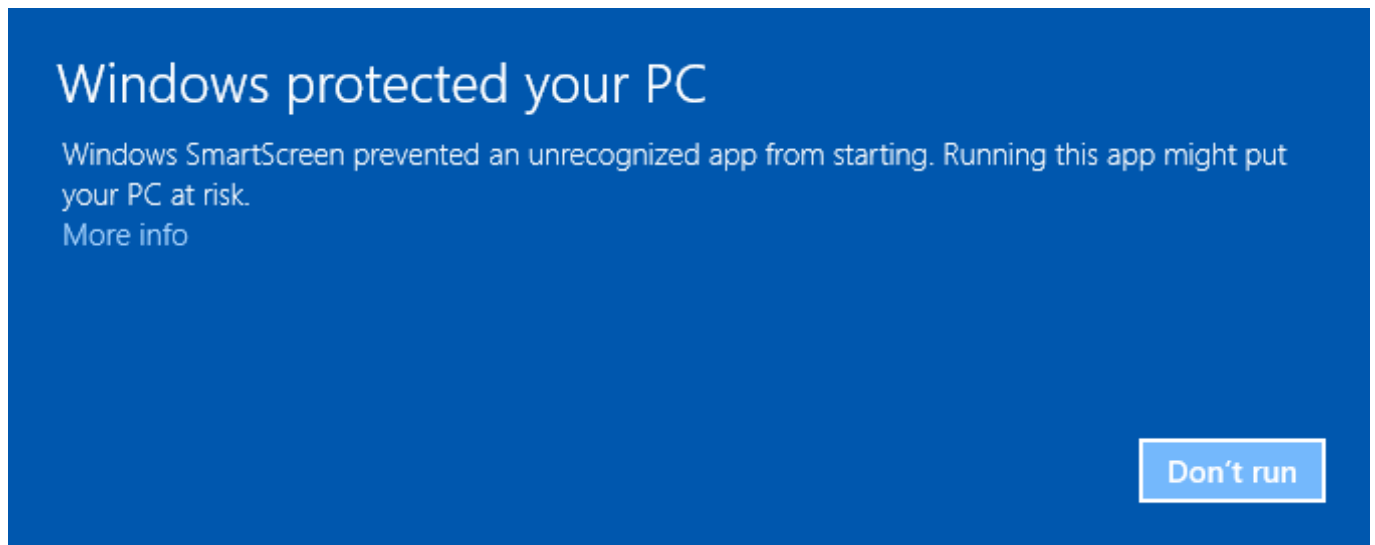 Windows protected your PC
Windows SmartScreen prevented an unrecognized app from starting. Running this app might put
your PC at risk.
More info
Don't run